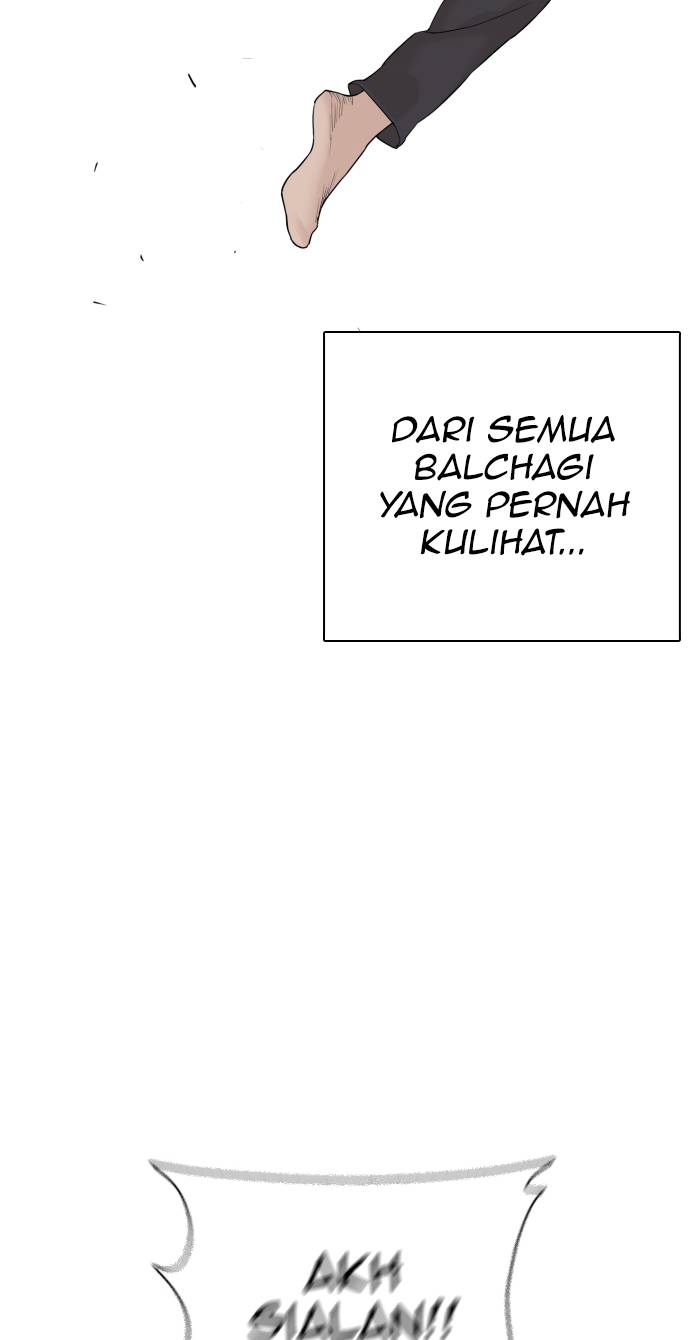 DARI SEMUA
BALCHAGI
YANG PERNAH
KULIHAT...
AKH
SIALAN!!